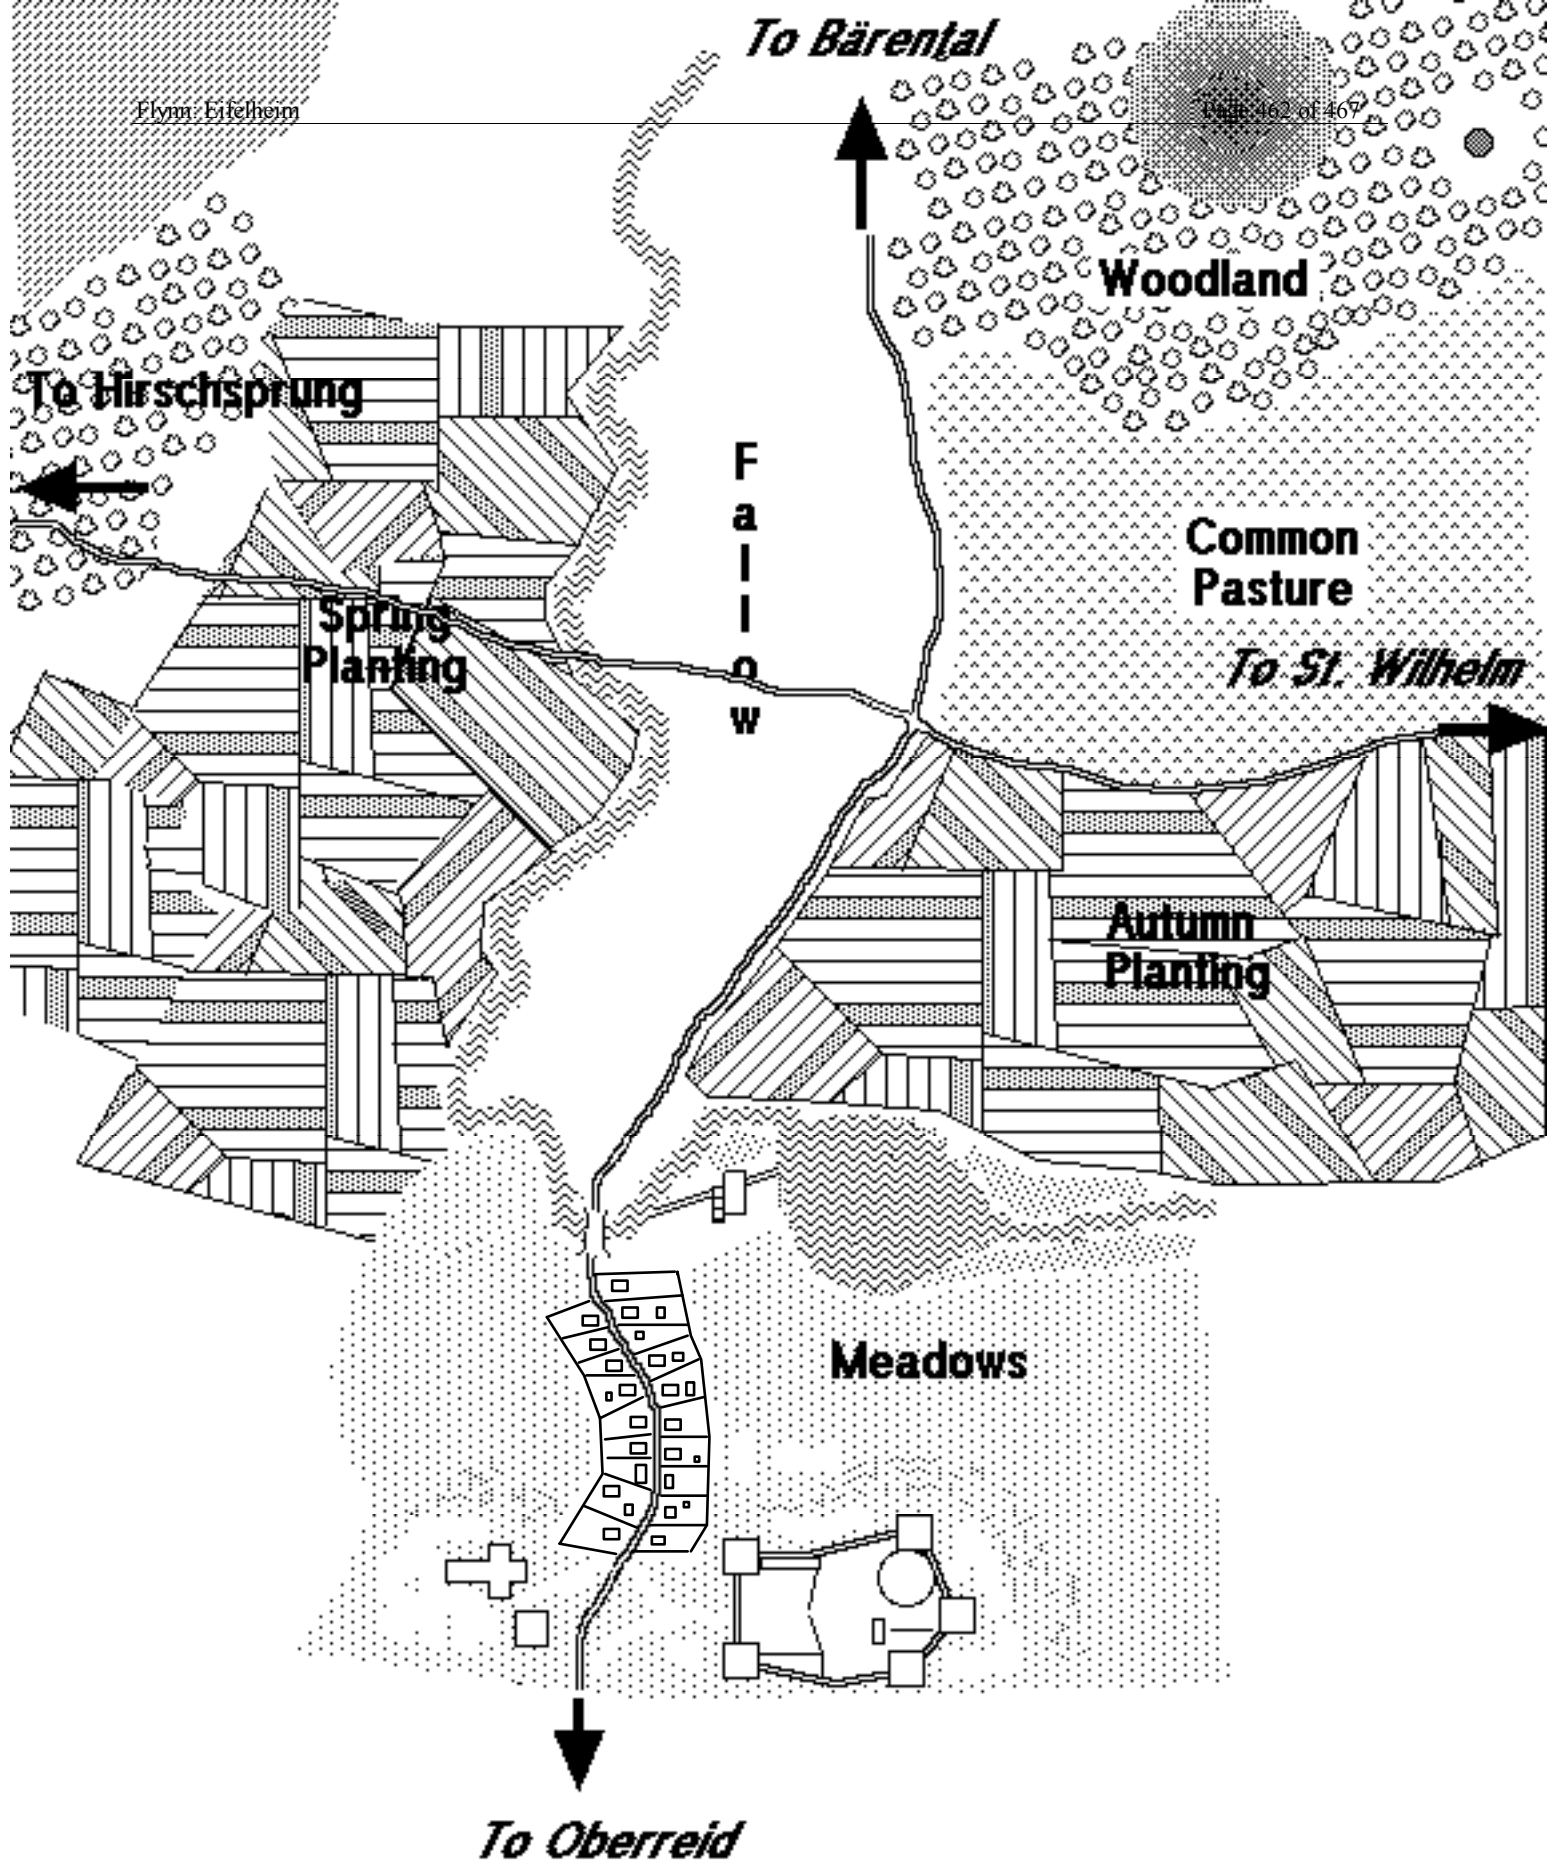 To Bärental
Flynn: Eifelheim
Page 462 of 467
Woodland
To Hirschsprung
F
a
l
l
o
w
Common
Pasture
Spring
Planting
To St. Wilhelm
Autumn
Planting
Meadows
To Oberreid